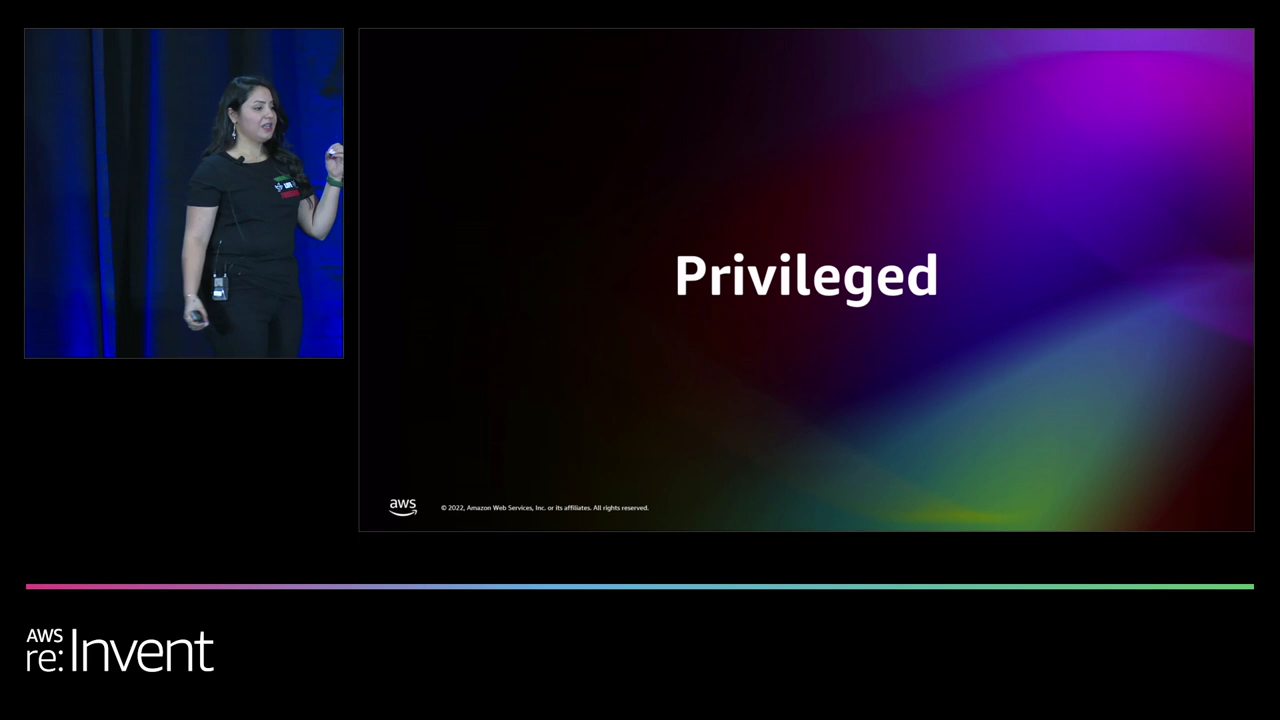 Privileged
aws
© 2022, Amazon Web Services, Inc. or its affiliates. All rights reserved.
AWS
re:Invent